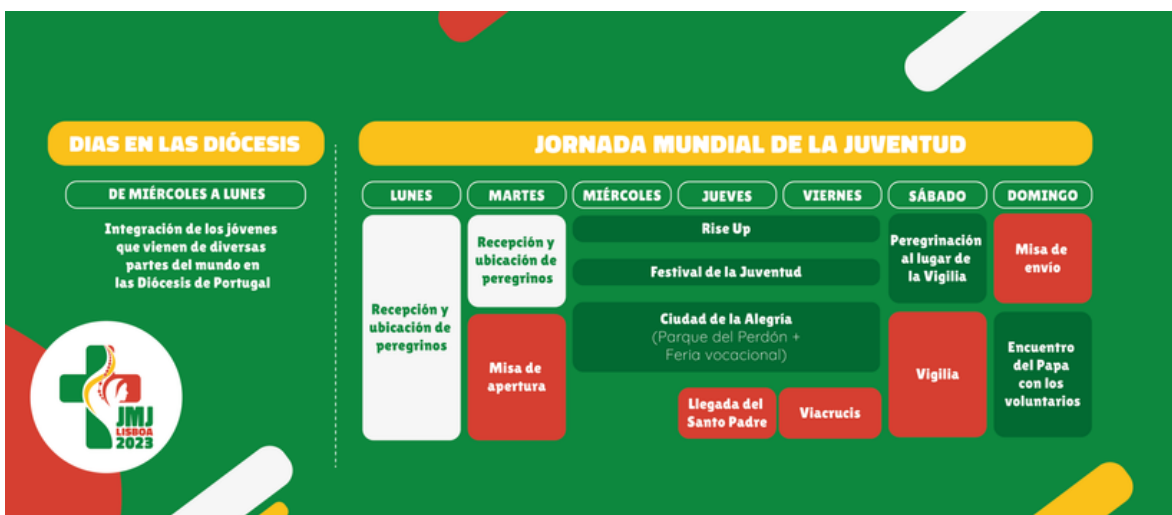 DIAS EN LAS DIÓCESIS
DE MIÉRCOLES A LUNES
Integración de los jóvenes
que vienen de diversas
partes del mundo en
las Diócesis de Portugal
JMJ
LISBOA
2023
JORNADA MUNDIAL DE LA JUVENTUD
LUNES
MARTES
MIÉRCOLES
JUEVES
VIERNES
SÁBADO
DOMINGO
Recepción y
ubicación de
peregrinos
Recepción y
ubicación de
peregrinos
Misa de
apertura
Rise Up
Festival de la Juventud
Ciudad de la Alegría
(Parque del Perdón +
Feria vocacional)
Llegada del
Santo Padre
Viacrucis
Peregrinación
al lugar de
la Vigilia
Vigilia
Misa de
envío
Encuentro
del Papa
con los
voluntarios